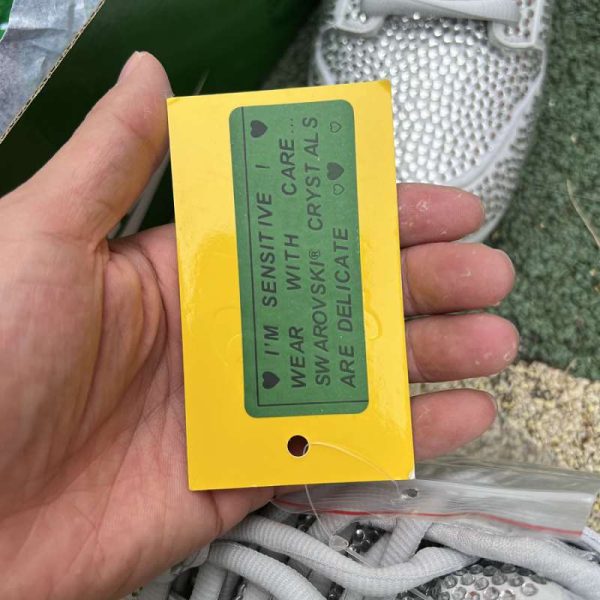 I'M SENSITIVE !
WEAR WITH CARE...
SWAROVSKI® CRYSTALS
ARE DELICATE